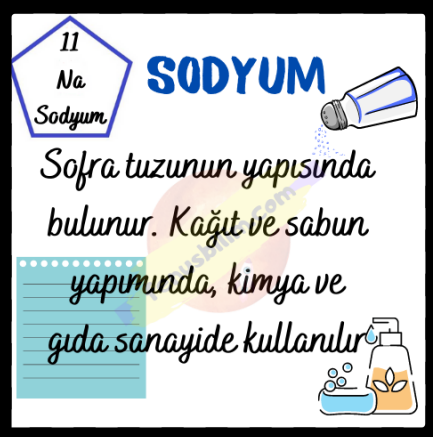 11
Na
Sodyum
SODYUM
Sofra tuzunun yapısında
bulunur. Kağıt ve sabun
yapımında, kimya ve
gıda sanayide kullanılır